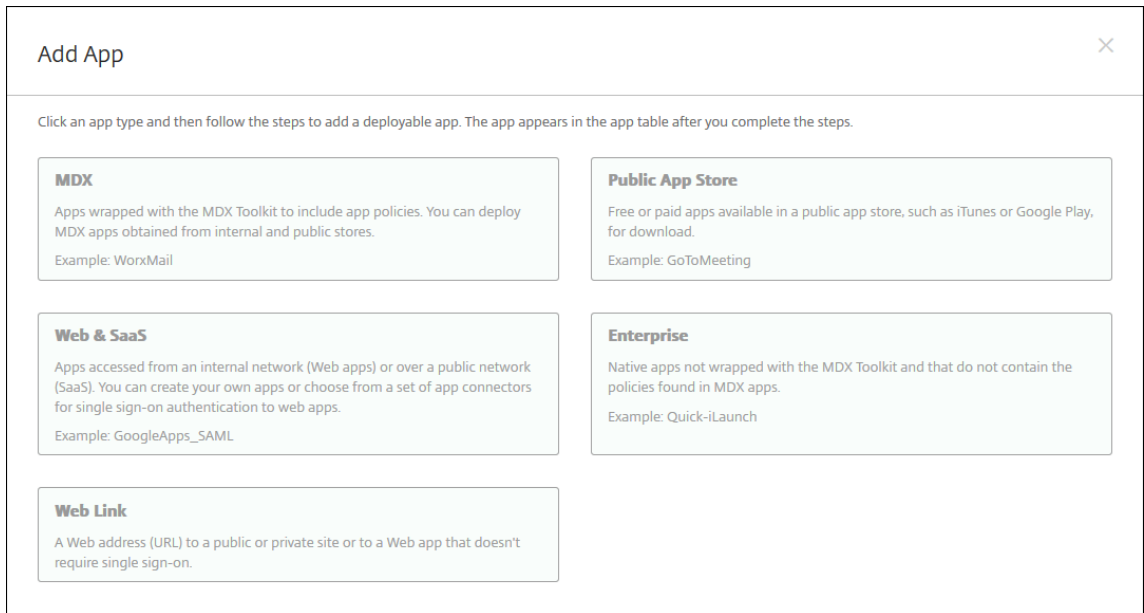 Add App
Click an app type and then follow the steps to add a deployable app. The app appears in the app table after you complete the steps.
MDX
Apps wrapped with the MDX Toolkit to include app policies. You can deploy
MDX apps obtained from internal and public stores.
Example: WorxMail
Public App Store
Free or paid apps available in a public app store, such as iTunes or Google Play,
for download.
Example: GoToMeeting
Web & SaaS
Apps accessed from an internal network (Web apps) or over a public network
(SaaS). You can create your own apps or choose from a set of app connectors
for single sign-on authentication to web apps.
Example: GoogleApps_SAML
Enterprise
Native apps not wrapped with the MDX Toolkit and that do not contain the
policies found in MDX apps.
Example: Quick-iLaunch
Web Link
A Web address (URL) to a public or private site or to a Web app that doesn't
require single sign-on.